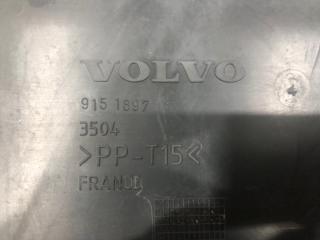 VOLVO
915 1897
3504
>PP-T15<
FRANCE